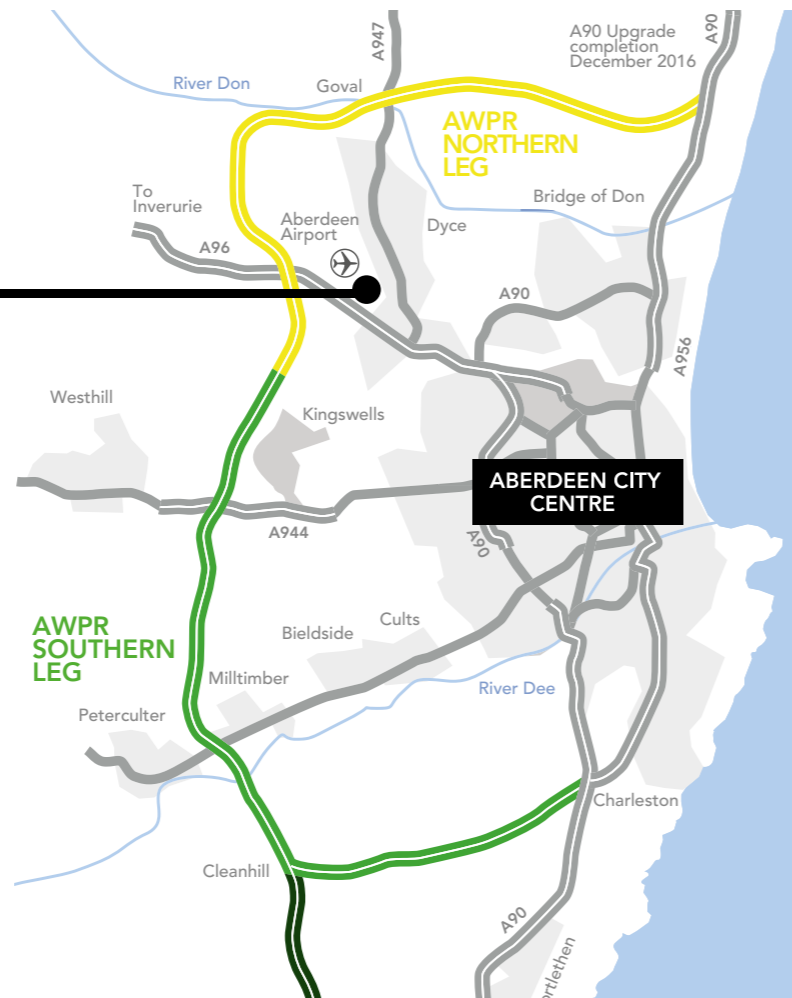 A947
A90 Upgrade
completion
December 2016
A90
River Don
Goval
AWPR
NORTHERN
LEG
To
Inverurie
Aberdeen
Airport
Dyce
Bridge of Don
A96
A90
A956
Westhill
Kingswells
ABERDEEN CITY
CENTRE
A944
A90
AWPR
SOUTHERN
LEG
Bieldside
Cults
Milltimber
River Dee
Peterculter
Charleston
Cleanhill
A90
ortlethen